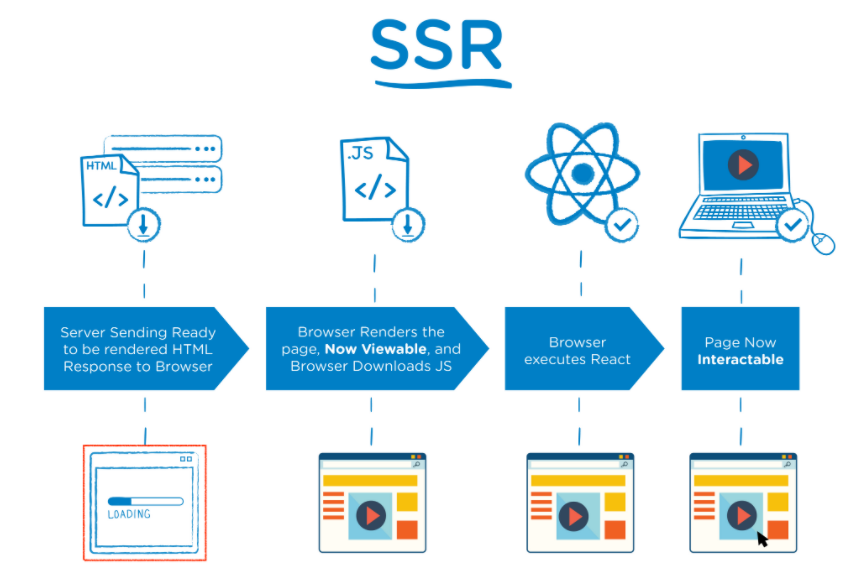 SSR
HTML
</>
.JS
</>
Server Sending Ready
to be rendered HTML
Response to Browser
Browser Renders the
page, Now Viewable, and
Browser Downloads JS
Browser
executes React
Page Now
Interactable
LOADING